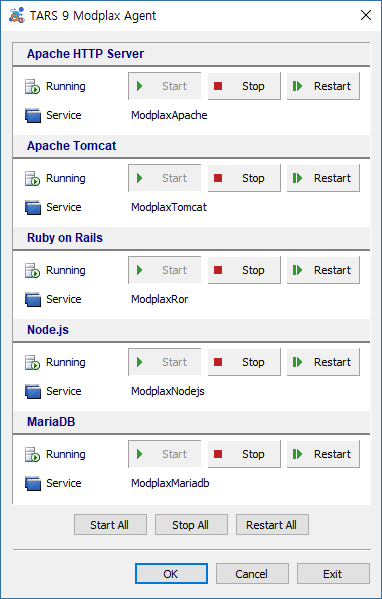 TARS 9 Modplax Agent
Apache HTTP Server
Running Start Stop Restart
Service ModplaxApache
Apache Tomcat
Running Start Stop Restart
Service ModplaxTomcat
Ruby on Rails
Running Start Stop Restart
Service ModplaxRor
Node.js
Running Start Stop Restart
Service ModplaxNodejs
MariaDB
Running Start Stop Restart
Service ModplaxMariadb
Start All Stop All Restart All
OK Cancel Exit